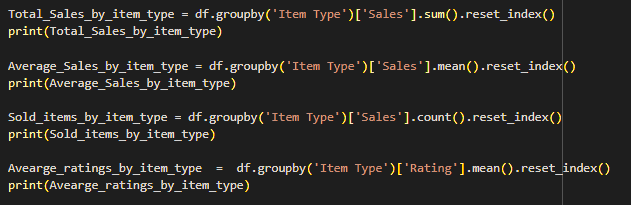 Total_Sales_by_item_type = df.groupby('Item Type')['Sales'].sum().reset_index()
print(Total_Sales_by_item_type)
Average_Sales_by_item_type = df.groupby('Item Type')['Sales'].mean().reset_index()
print(Average_Sales_by_item_type)
Sold_items_by_item_type = df.groupby('Item Type')['Sales'].count().reset_index()
print(Sold_items_by_item_type)
Avearge_ratings_by_item_type  =  df.groupby('Item Type')['Rating'].mean().reset_index()
print(Avearge_ratings_by_item_type)